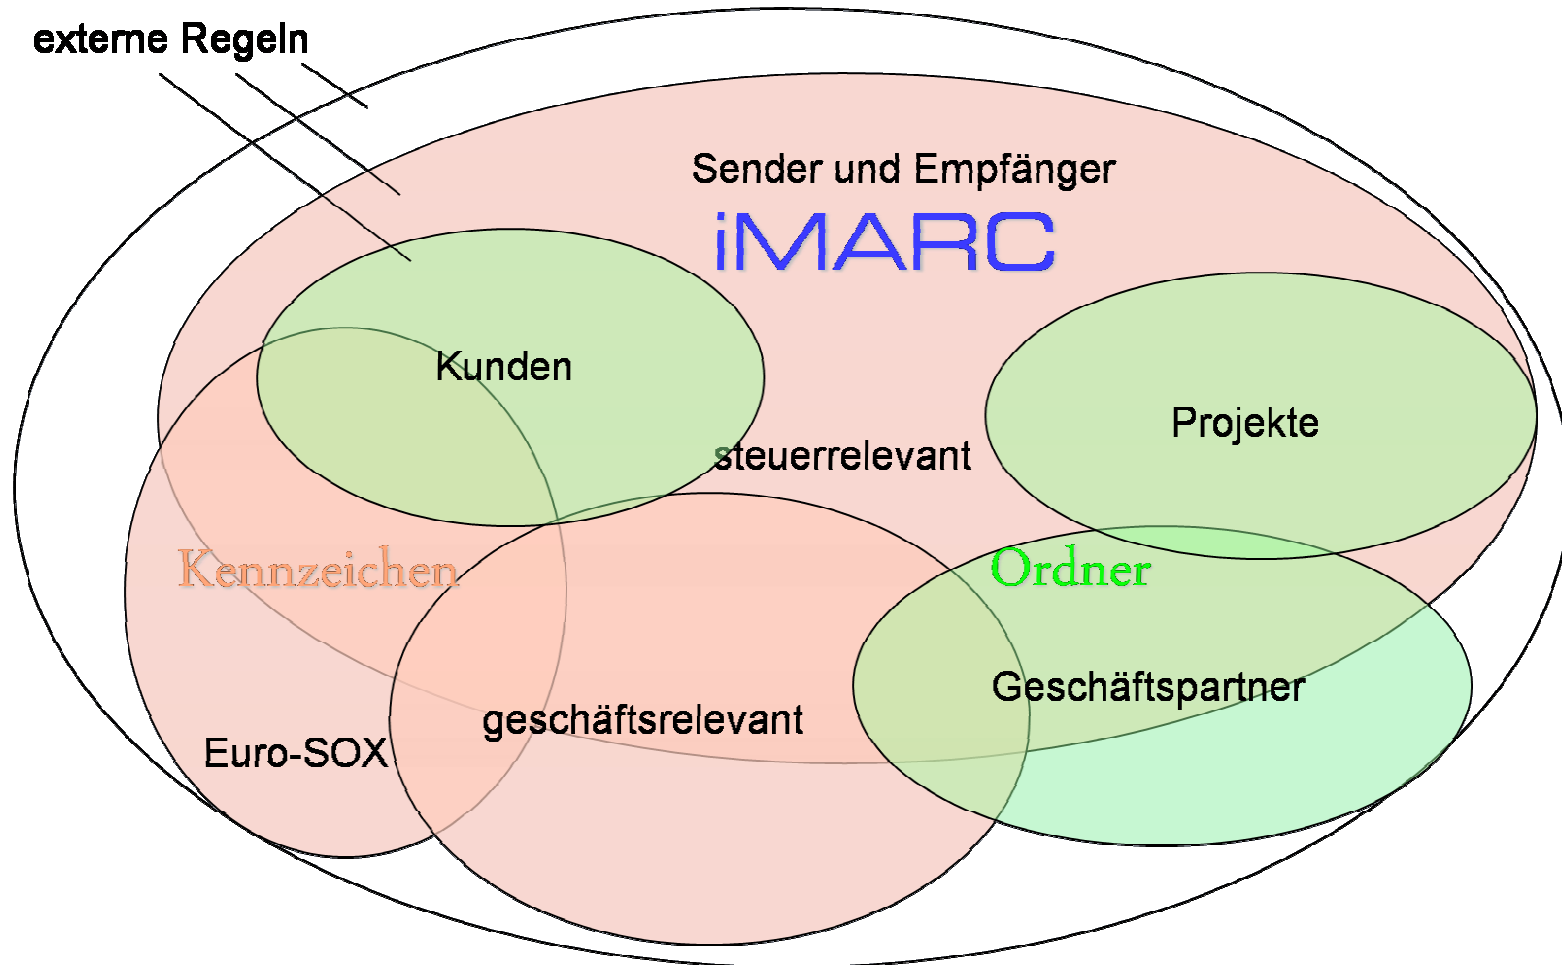 externe Regeln
Sender und Empfänger
iMARC
Kunden
Projekte
steuerrelevant
Kennzeichen
Ordner
Geschäftspartner
geschäftsrelevant
Euro-SOX